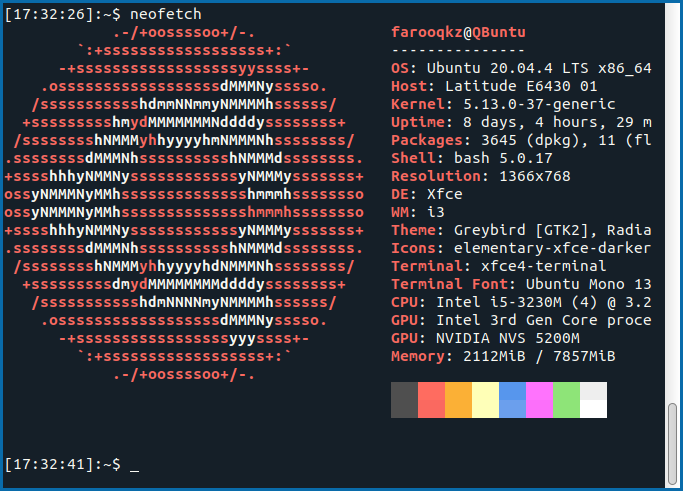 [17:32:26]:~$ neofetch
            .-/+oossssoo+/-.               farooqkz@QBuntu
        `:+ssssssssssssssssss+:`           ---------------
      -+ssssssssssssssssssyyssss+-         OS: Ubuntu 20.04.4 LTS x86_64
    .ossssssssssssssssssdMMMNysssso.       Host: Latitude E6430 01
   /ssssssssssshdmmNNmmyNMMMMhssssss/      Kernel: 5.13.0-37-generic
  +ssssssssshmydMMMMMMMNddddyssssssss+     Uptime: 8 days, 4 hours, 29 m
 /sssssssshNMMMyhhyyyyhmNMMMNhssssssss/    Packages: 3645 (dpkg), 11 (fl
.ssssssssdMMMNhsssssssssshNMMMdssssssss.   Shell: bash 5.0.17
+sssshhhyNMMNyssssssssssssyNMMMysssssss+   Resolution: 1366x768
ossyNMMMNyMMhsssssssssssssshmmmhssssssso   DE: Xfce
ossyNMMMNyMMhsssssssssssssshmmmhssssssso   WM: i3
+sssshhhyNMMNyssssssssssssyNMMMysssssss+   Theme: Greybird [GTK2], Radia
.ssssssssdMMMNhsssssssssshNMMMdssssssss.   Icons: elementary-xfce-darker
 /sssssssshNMMMyhhyyyyhdNMMMNhssssssss/    Terminal: xfce4-terminal
  +sssssssssdmydMMMMMMMMddddyssssssss+     Terminal Font: Ubuntu Mono 13
   /ssssssssssshdmNNNNmyNMMMMhssssss/      CPU: Intel i5-3230M (4) @ 3.2
    .ossssssssssssssssssdMMMNysssso.       GPU: Intel 3rd Gen Core proce
      -+sssssssssssssssssyyyssss+-         GPU: NVIDIA NVS 5200M
        `:+ssssssssssssssssss+:`           Memory: 2112MiB / 7857MiB
            .-/+oossssoo+/-.
[17:32:41]:~$ _